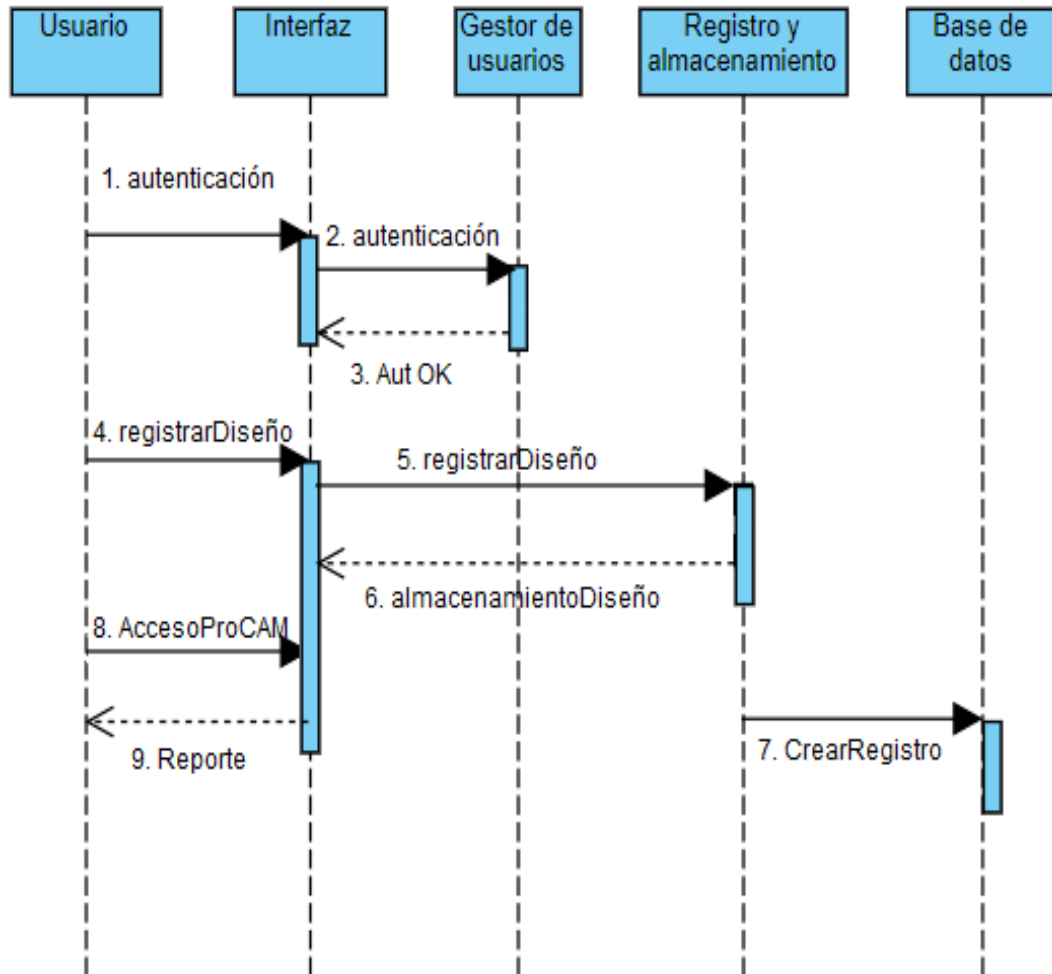 Usuario
Interfaz
Gestor de
usuarios
Registro y
almacenamiento
Base de
datos
1. autenticación
2. autenticación
3. Aut OK
4. registrarDiseño
5. registrarDiseño
6. almacenamientoDiseño
8. AccesoProCAM
9. Reporte
7. CrearRegistro